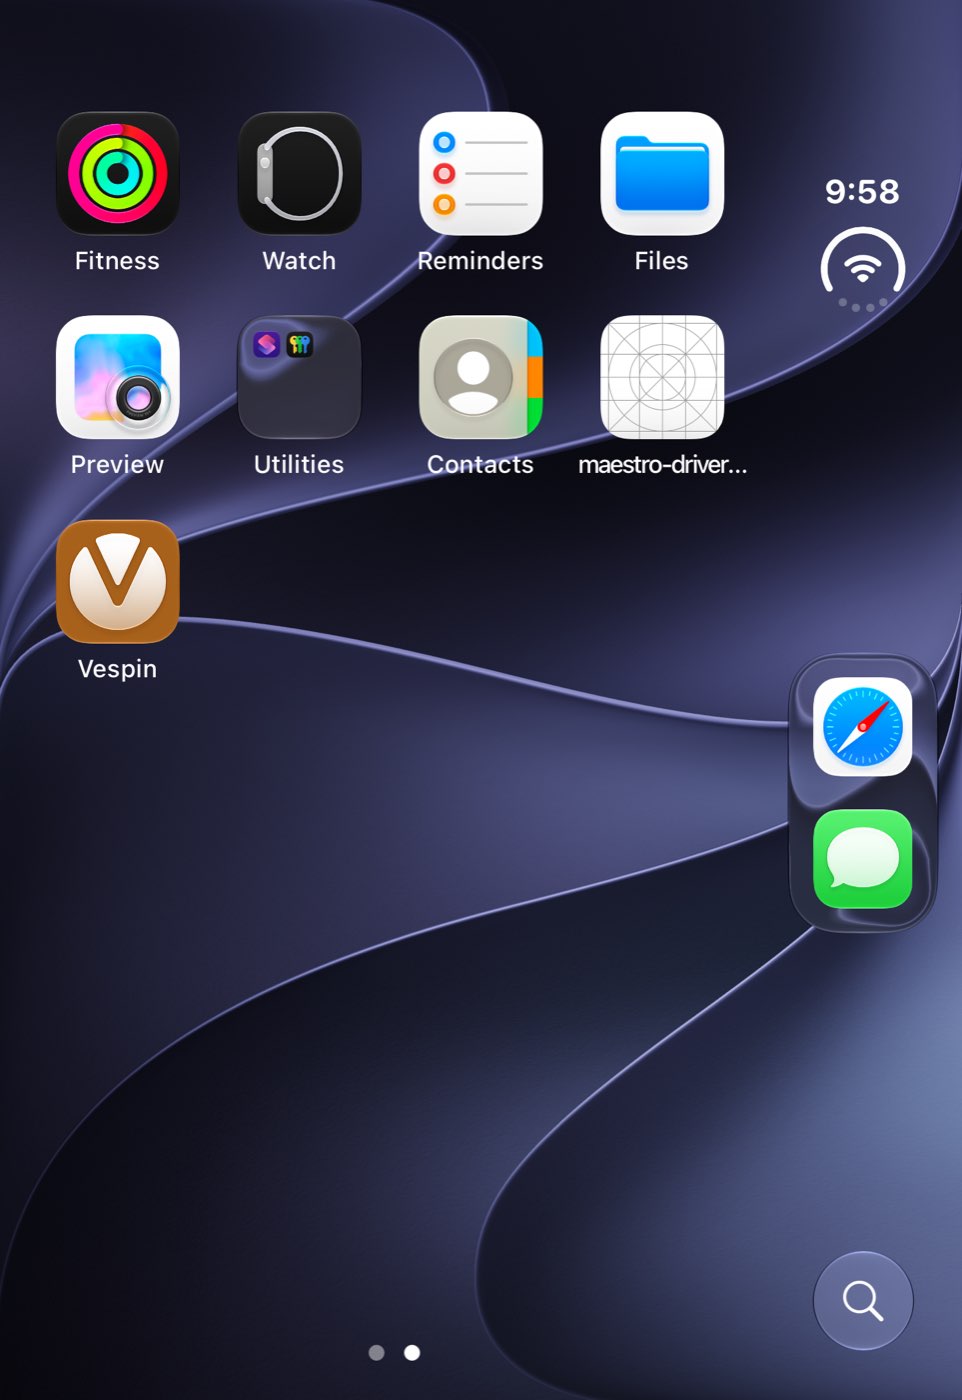 Fitness
Watch
Reminders
Files
9:58
Preview
Utilities
Contacts
maestro-driver...
Vespin